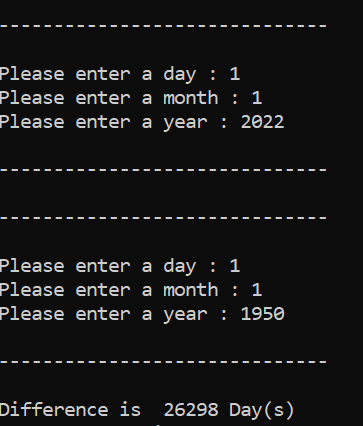 ------------------------------
Please enter a day : 1
Please enter a month : 1
Please enter a year : 2022
------------------------------
------------------------------
Please enter a day : 1
Please enter a month : 1
Please enter a year : 1950
------------------------------
Difference is  26298 Day(s)